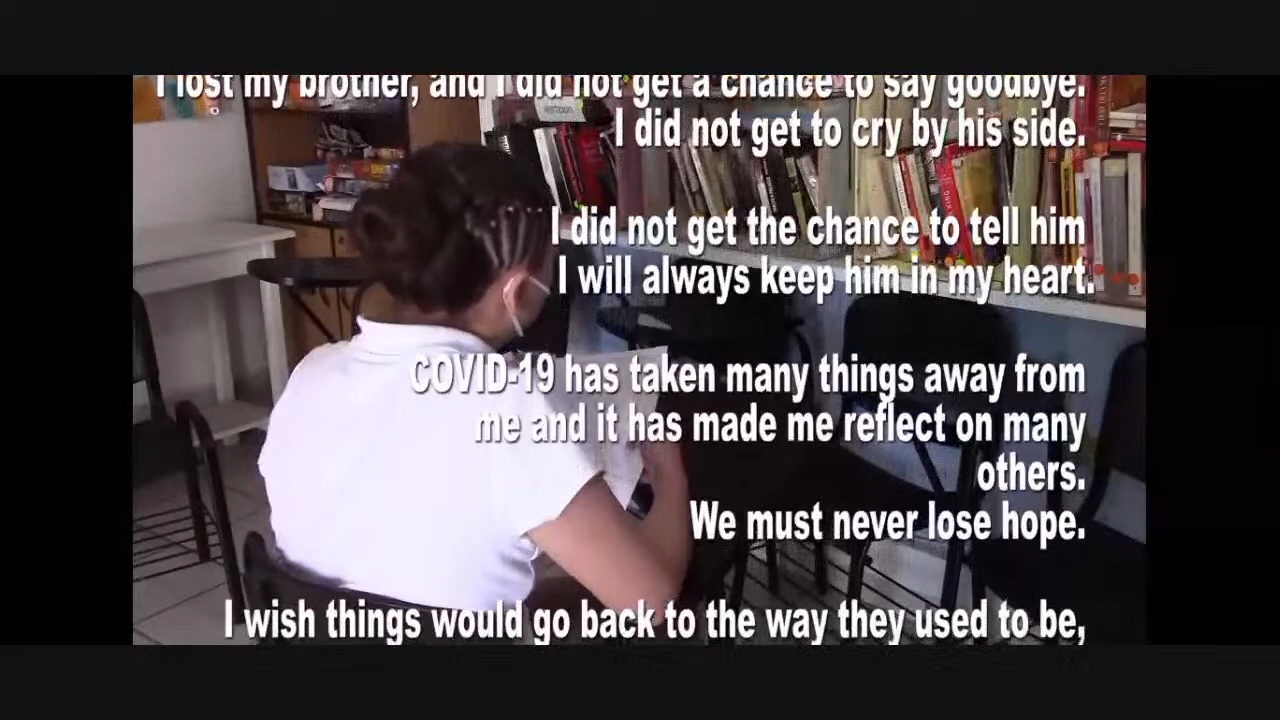 I lost my brother, and I did not get a chance to say goodbye.
I did not get to cry by his side.
I did not get the chance to tell him
I will always keep him in my heart.
COVID-19 has taken many things away from
me and it has made me reflect on many
others.
We must never lose hope.
I wish things would go back to the way they used to be,